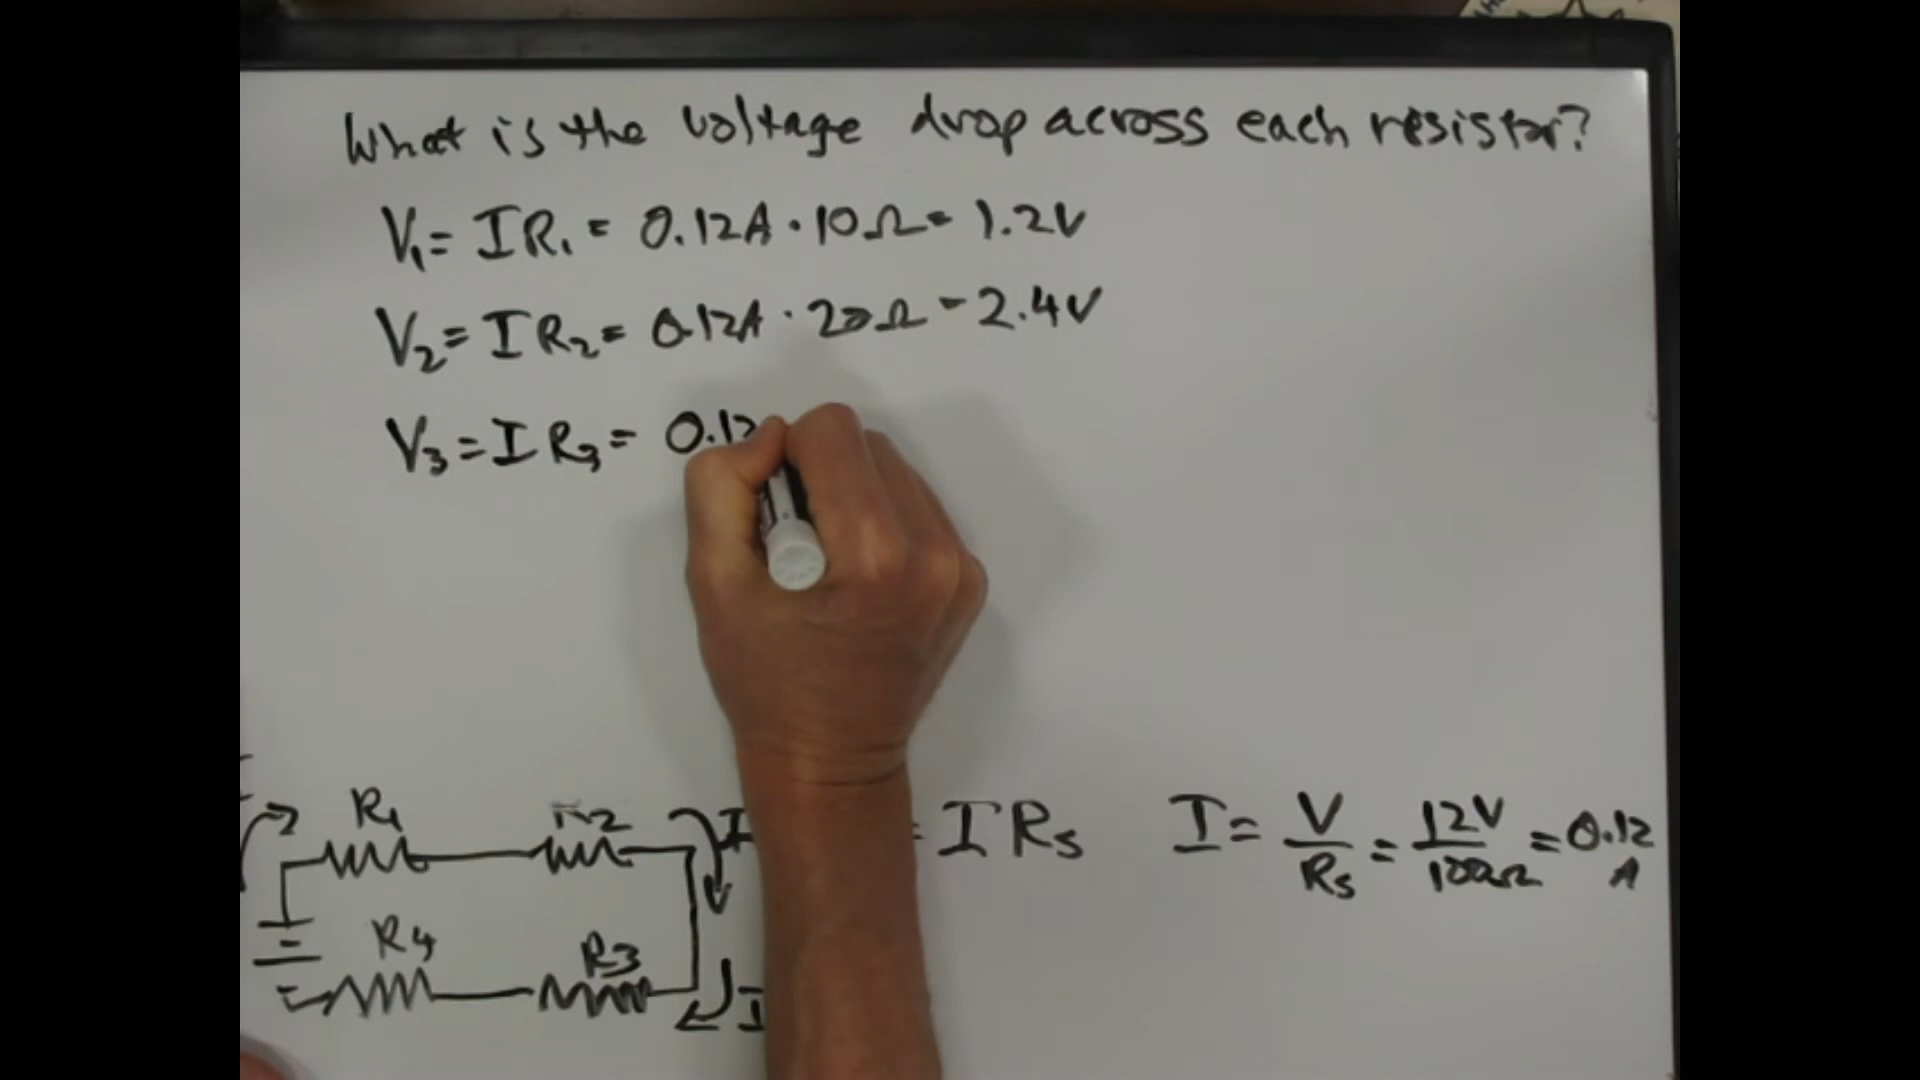 What is the voltage drop across each resistor?
V₁ = IR₁ = 0.12A · 10Ω = 1.2V
V₂ = IR₂ = 0.12A · 20Ω = 2.4V
V₃ = IR₃ = 0.12
R₁
R₂
I
= IRₛ
I = V/Rₛ = 12V/100Ω = 0.12 A
R₄
R₃
I